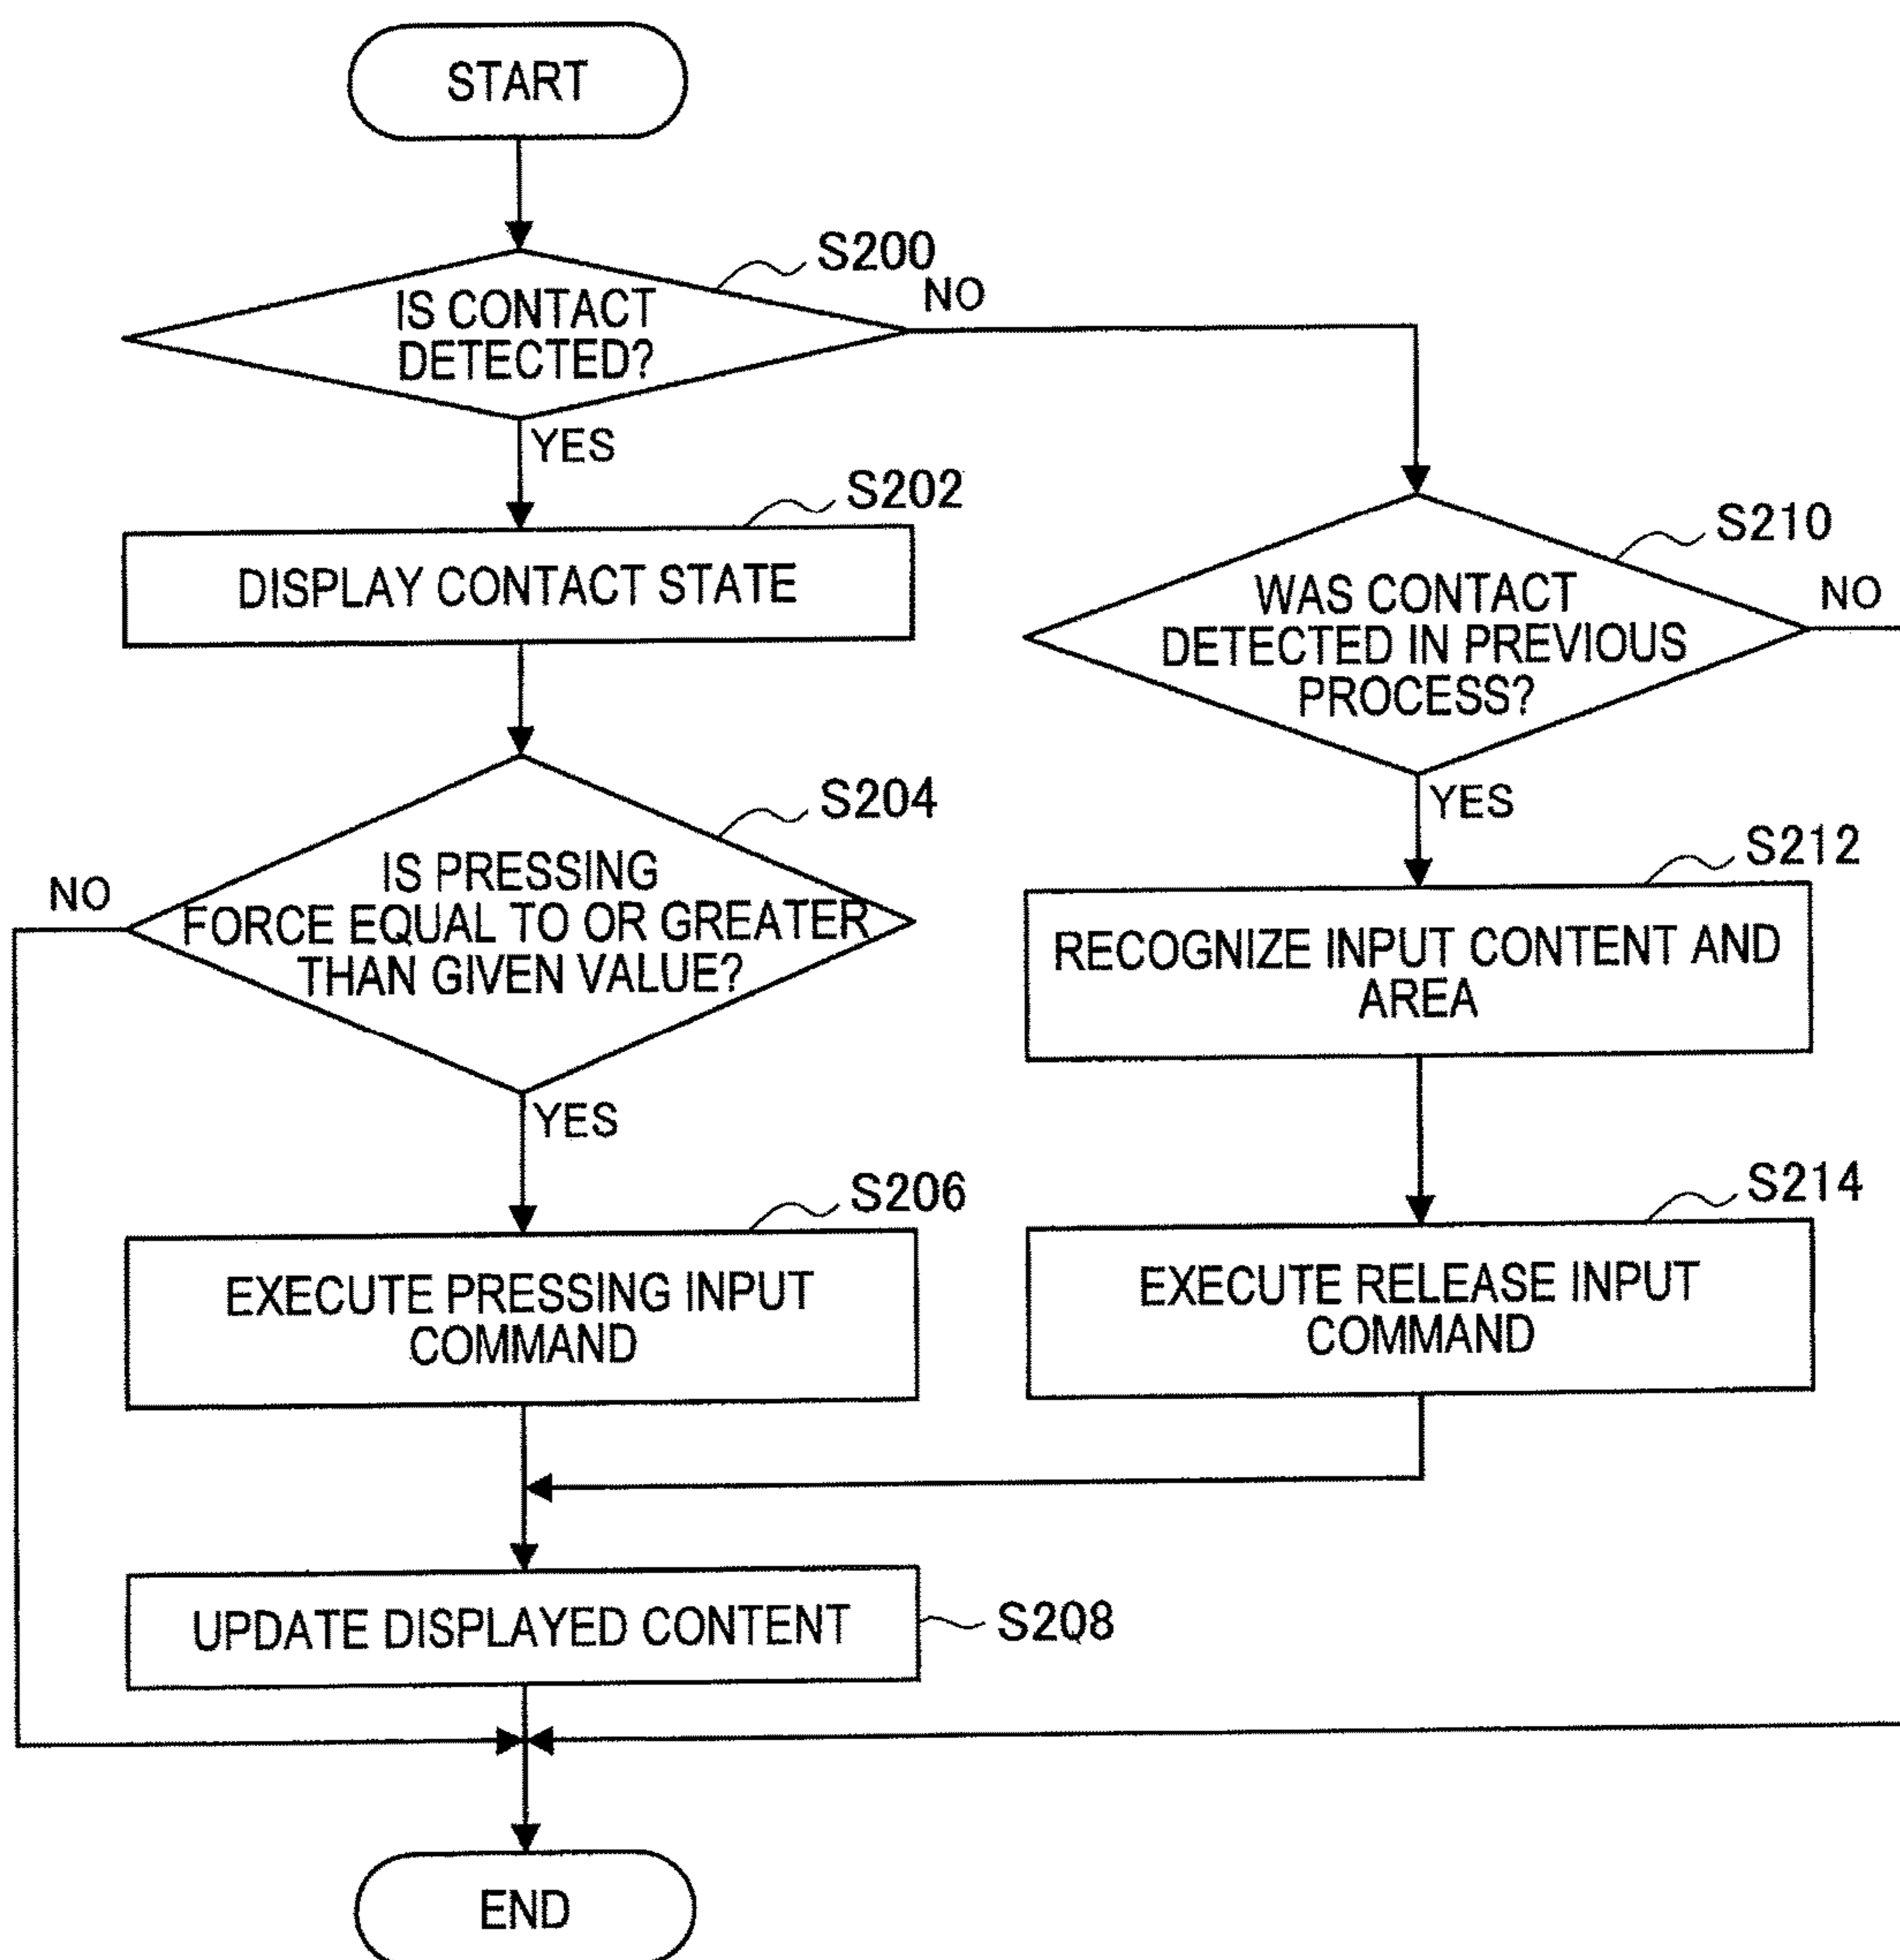 START
S200
IS CONTACT
DETECTED?
NO
YES
S202
DISPLAY CONTACT STATE
S210
WAS CONTACT
DETECTED IN PREVIOUS
PROCESS?
NO
YES
S204
IS PRESSING
FORCE EQUAL TO OR GREATER
THAN GIVEN VALUE?
NO
YES
S212
RECOGNIZE INPUT CONTENT AND
AREA
S206
EXECUTE PRESSING INPUT
COMMAND
S214
EXECUTE RELEASE INPUT
COMMAND
UPDATE DISPLAYED CONTENT
S208
END